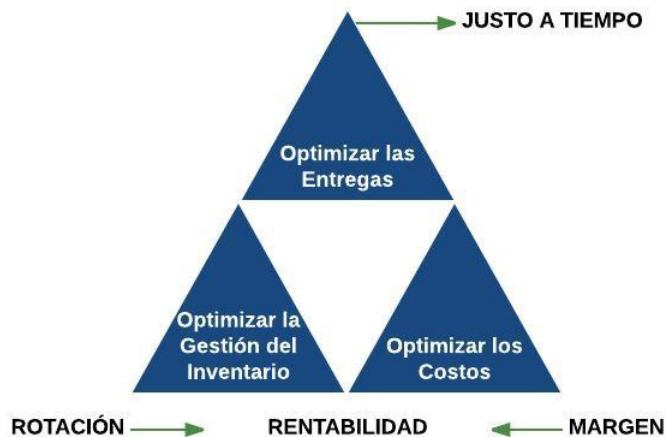 JUSTO A TIEMPO
Optimizar las
Entregas
Optimizar la
Gestión del
Inventario
Optimizar los
Costos
ROTACIÓN
RENTABILIDAD
MARGEN